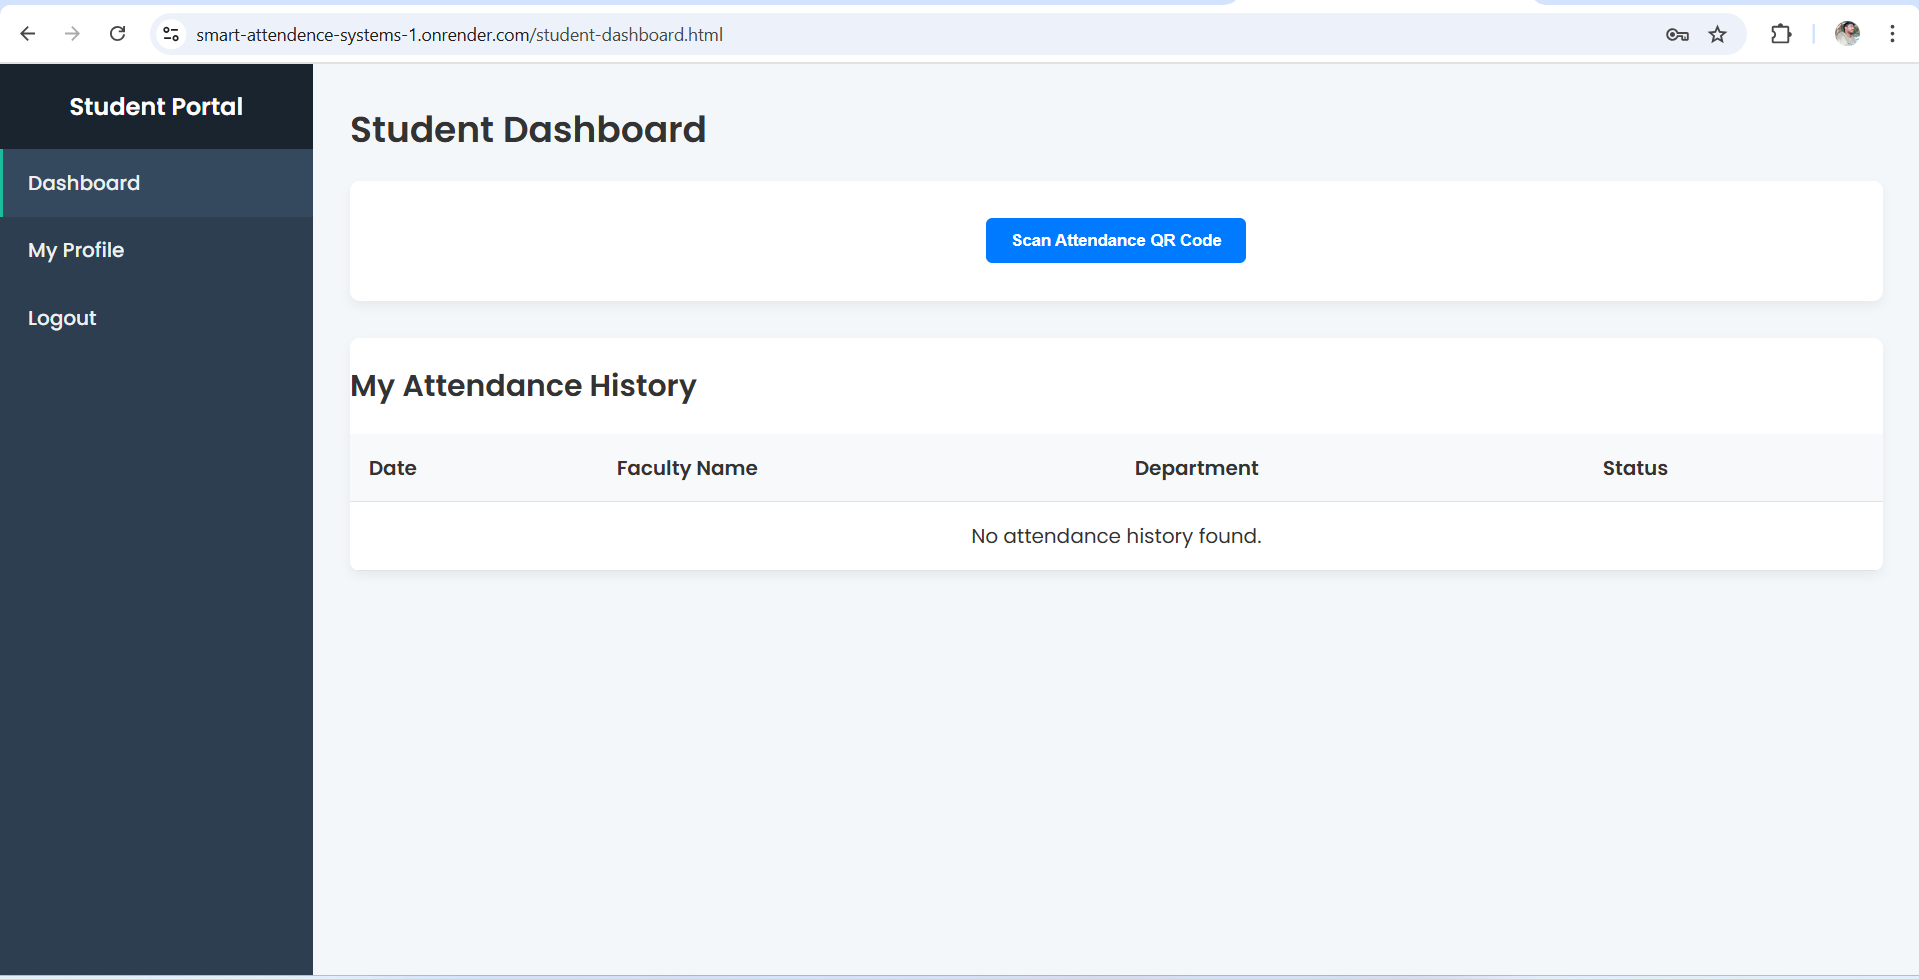 smart-attendence-systems-1.onrender.com/student-dashboard.html
Student Portal
Dashboard
My Profile
Logout
Student Dashboard
Scan Attendance QR Code
My Attendance History
Date Faculty Name Department Status
No attendance history found.